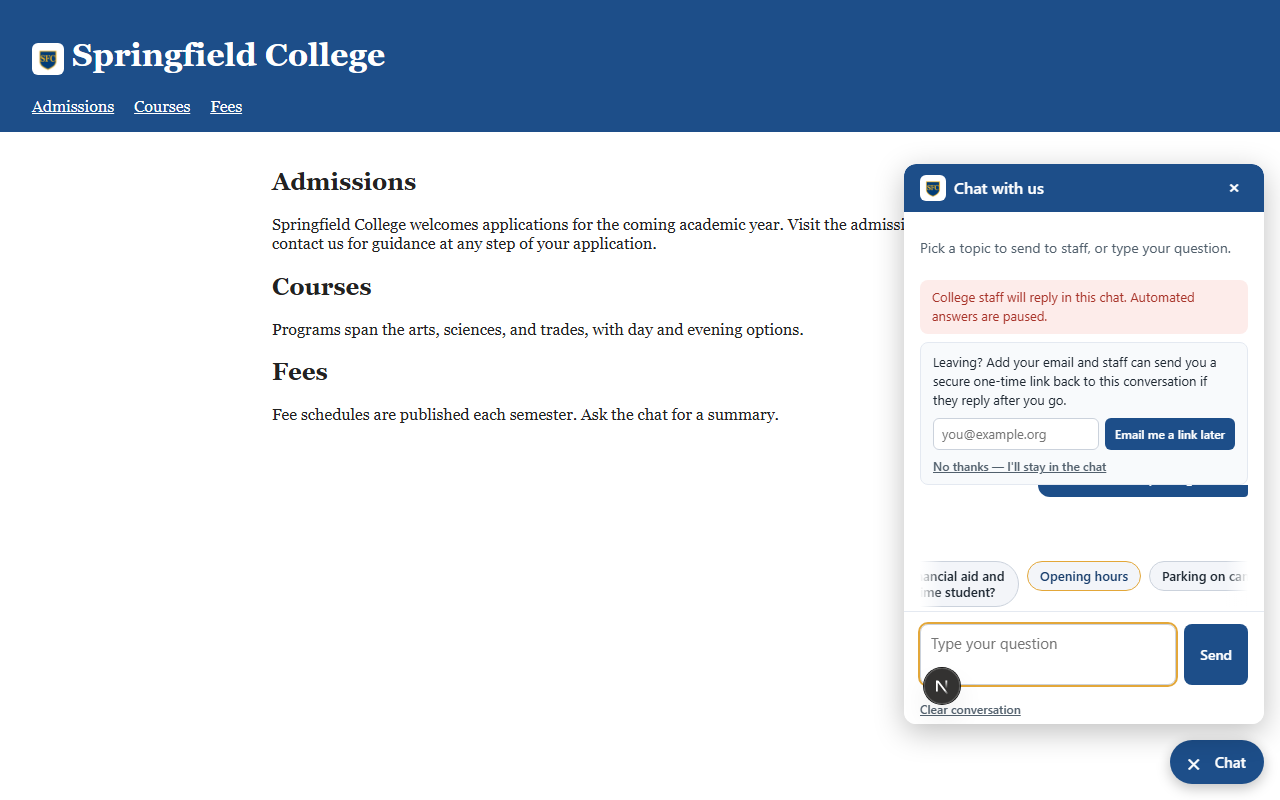 SFC Springfield College
Admissions Courses Fees
Admissions
Springfield College welcomes applications for the coming academic year. Visit the
contact us for guidance at any step of your application.
Courses
Programs span the arts, sciences, and trades, with day and evening options.
Fees
Fee schedules are published each semester. Ask the chat for a summary.
SFC Chat with us ×
Pick a topic to send to staff, or type your question.
College staff will reply in this chat. Automated
answers are paused.
Leaving? Add your email and staff can send you a
secure one-time link back to this conversation if
they reply after you go.
you@example.org Email me a link later
No thanks — I'll stay in the chat
aid and
student?
Opening hours
Parking on
Type your question
Send
N
Clear conversation
× Chat